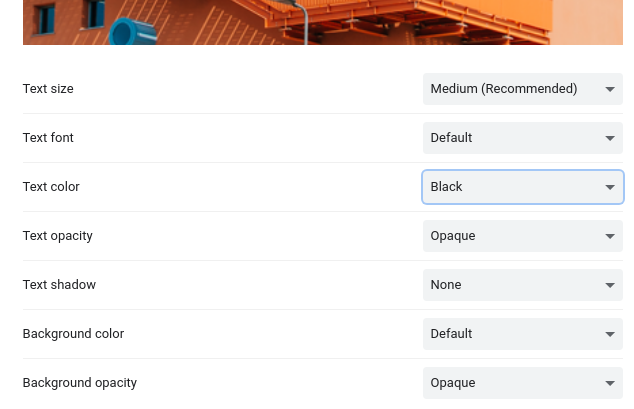 Text size Medium (Recommended)
Text font Default
Text color Black
Text opacity Opaque
Text shadow None
Background color Default
Background opacity Opaque